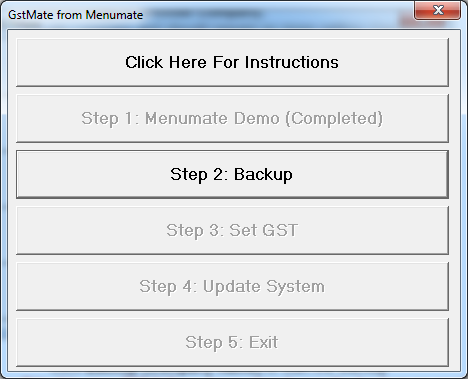 GstMate from Menumate
Click Here For Instructions
Step 1: Menumate Demo (Completed)
Step 2: Backup
Step 3: Set GST
Step 4: Update System
Step 5: Exit